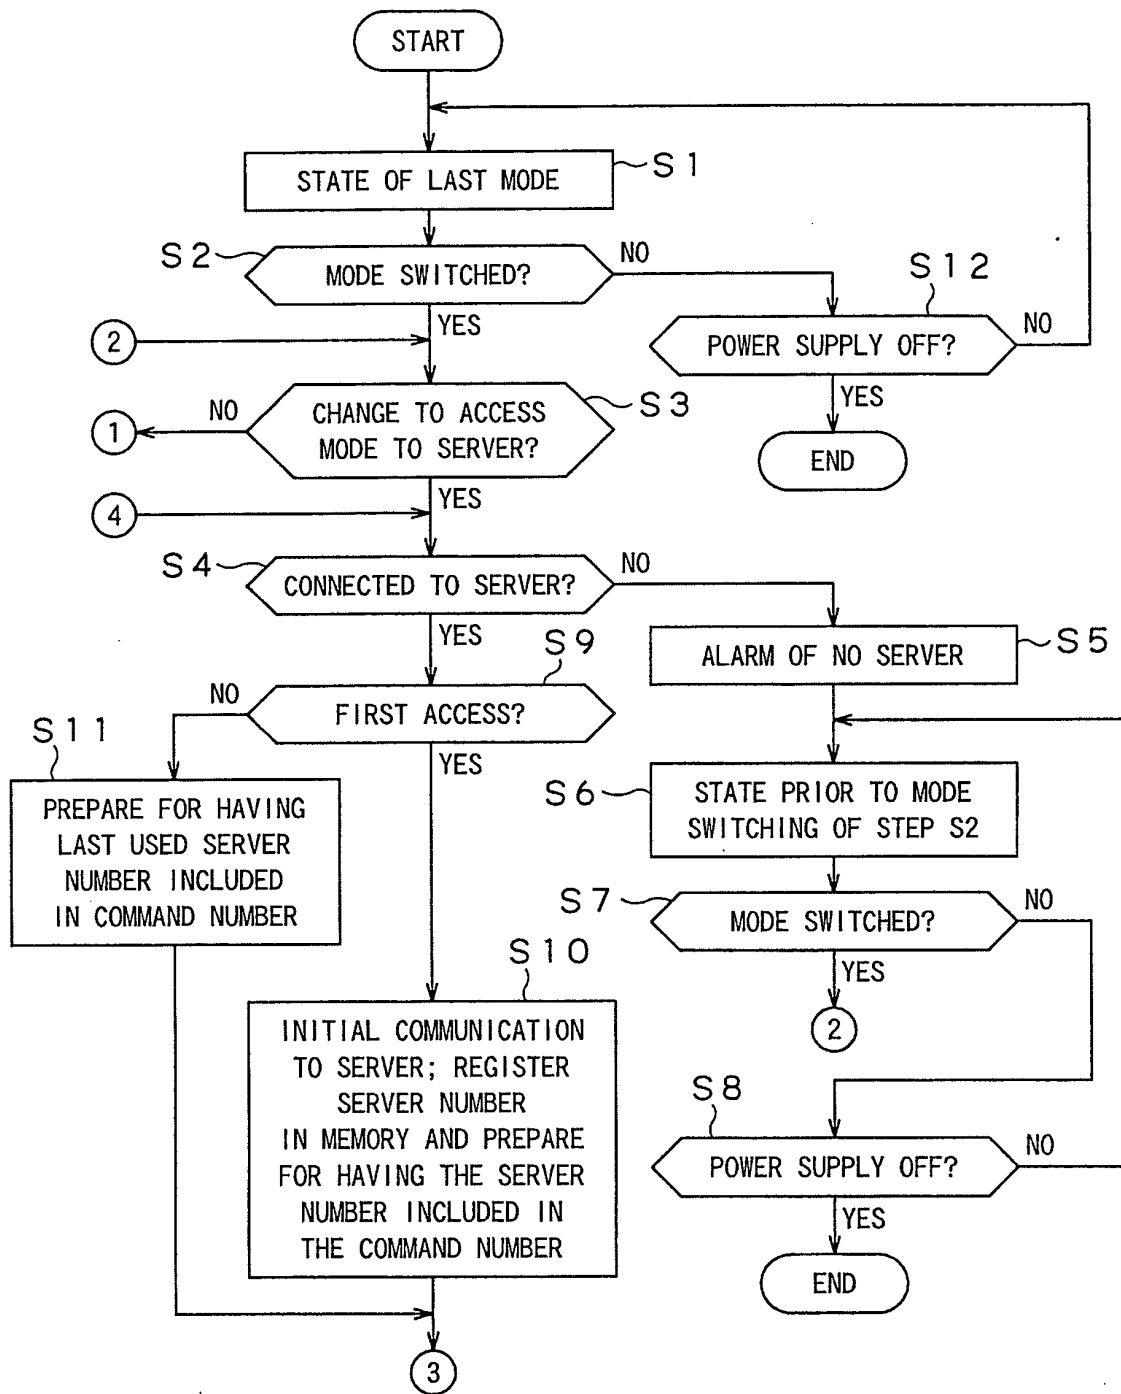 START
STATE OF LAST MODE
S1
S2
MODE SWITCHED?
NO
YES
S12
POWER SUPPLY OFF?
NO
YES
END
2
NO
1
CHANGE TO ACCESS
MODE TO SERVER?
S3
YES
4
S4
CONNECTED TO SERVER?
NO
YES
ALARM OF NO SERVER
S5
S9
NO
FIRST ACCESS?
YES
S11
PREPARE FOR HAVING
LAST USED SERVER
NUMBER INCLUDED
IN COMMAND NUMBER
S6
STATE PRIOR TO MODE
SWITCHING OF STEP S2
S7
MODE SWITCHED?
NO
YES
2
S10
INITIAL COMMUNICATION
TO SERVER; REGISTER
SERVER NUMBER
IN MEMORY AND PREPARE
FOR HAVING THE SERVER
NUMBER INCLUDED IN
THE COMMAND NUMBER
S8
POWER SUPPLY OFF?
NO
YES
END
3